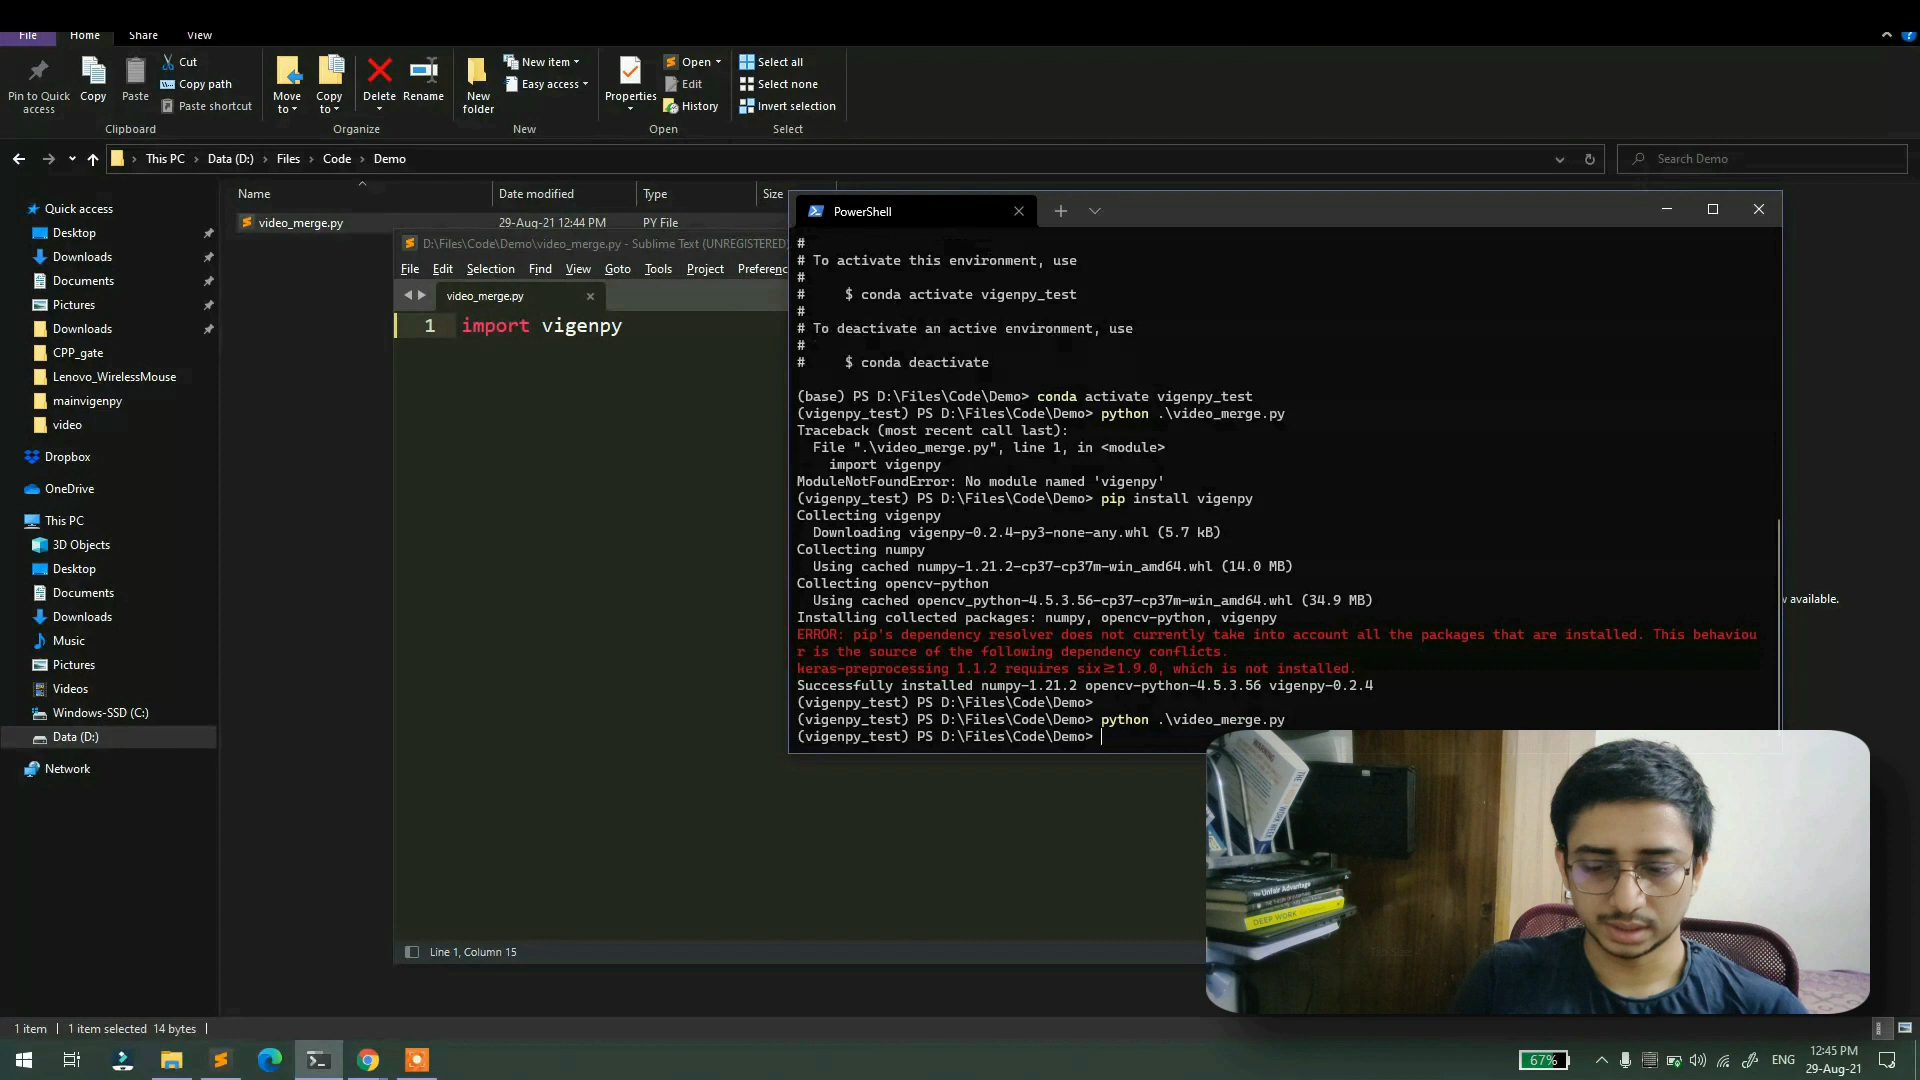 File Home Share View
Pin to Quick access
Copy
Paste
Cut
Copy path
Paste shortcut
Clipboard
Move to
Copy to
Delete
Rename
Organize
New folder
New item
Easy access
New
Properties
Open
Edit
History
Open
Select all
Select none
Invert selection
Select
This PC > Data (D:) > Files > Code > Demo
Search Demo
Name Date modified Type Size
video_merge.py 29-Aug-21 12:44 PM PY File
Quick access
Desktop
Downloads
Documents
Pictures
Downloads
CPP_gate
Lenovo_WirelessMouse
mainvigenpy
video
Dropbox
OneDrive
This PC
3D Objects
Desktop
Documents
Downloads
Music
Pictures
Videos
Windows-SSD (C:)
Data (D:)
Network
D:\Files\Code\Demo\video_merge.py - Sublime Text (UNREGISTERED)
File Edit Selection Find View Goto Tools Project Preferenc
video_merge.py
1 import vigenpy
Line 1, Column 15
PowerShell
#
# To activate this environment, use
#
#     $ conda activate vigenpy_test
#
# To deactivate an active environment, use
#
#     $ conda deactivate
(base) PS D:\Files\Code\Demo> conda activate vigenpy_test
(vigenpy_test) PS D:\Files\Code\Demo> python .\video_merge.py
Traceback (most recent call last):
  File ".\video_merge.py", line 1, in <module>
    import vigenpy
ModuleNotFoundError: No module named 'vigenpy'
(vigenpy_test) PS D:\Files\Code\Demo> pip install vigenpy
Collecting vigenpy
  Downloading vigenpy-0.2.4-py3-none-any.whl (5.7 kB)
Collecting numpy
  Using cached numpy-1.21.2-cp37-cp37m-win_amd64.whl (14.0 MB)
Collecting opencv-python
  Using cached opencv_python-4.5.3.56-cp37-cp37m-win_amd64.whl (34.9 MB)
Installing collected packages: numpy, opencv-python, vigenpy
ERROR: pip's dependency resolver does not currently take into account all the packages that are installed. This behaviou
r is the source of the following dependency conflicts.
keras-preprocessing 1.1.2 requires six≥1.9.0, which is not installed.
Successfully installed numpy-1.21.2 opencv-python-4.5.3.56 vigenpy-0.2.4
(vigenpy_test) PS D:\Files\Code\Demo>
(vigenpy_test) PS D:\Files\Code\Demo> python .\video_merge.py
(vigenpy_test) PS D:\Files\Code\Demo>
available.
THE
WORK WEEK
The Unfair Advantage
DEEP WORK
1 item 1 item selected 14 bytes
67%
ENG
12:45 PM
29-Aug-21